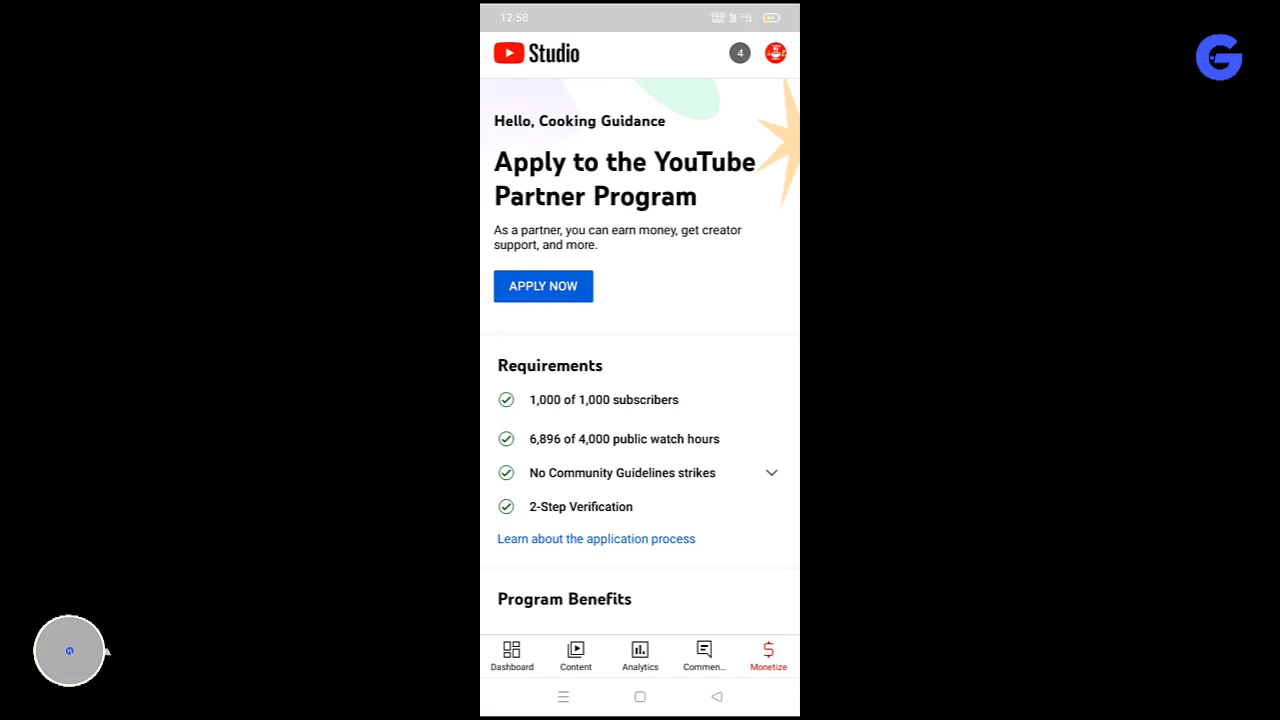 12:58
Studio
4
Hello, Cooking Guidance
Apply to the YouTube
Partner Program
As a partner, you can earn money, get creator
support, and more.
APPLY NOW
Requirements
1,000 of 1,000 subscribers
6,896 of 4,000 public watch hours
No Community Guidelines strikes
2-Step Verification
Learn about the application process
Program Benefits
Dashboard
Content
Analytics
Commen...
Monetize